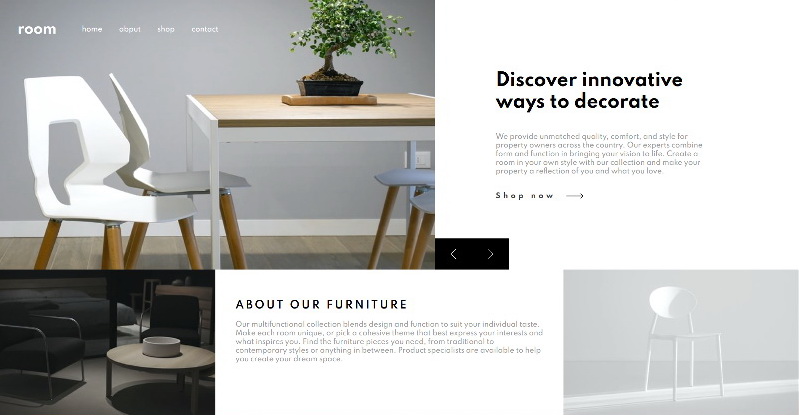 room
home about shop contact
Discover innovative
ways to decorate
We provide unmatched quality, comfort, and style for
property owners across the country. Our experts combine
form and function in bringing your vision to life. Create a
room in your own style with our collection and make your
property a reflection of you and what you love.
Shop now
ABOUT OUR FURNITURE
Our multifunctional collection blends design and function to suit your individual taste.
Make each room unique, or pick a cohesive theme that best express your interests and
what inspires you. Find the furniture pieces you need, from traditional to
contemporary styles or anything in between. Product specialists are available to help
you create your dream space.